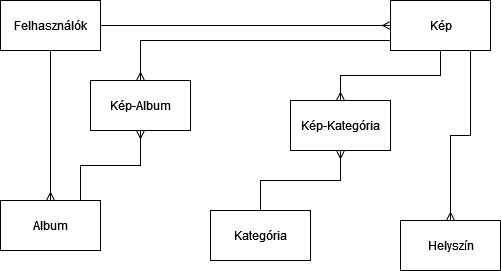 Felhasználók
Kép
Kép-Album
Kép-Kategória
Album
Kategória
Helyszín